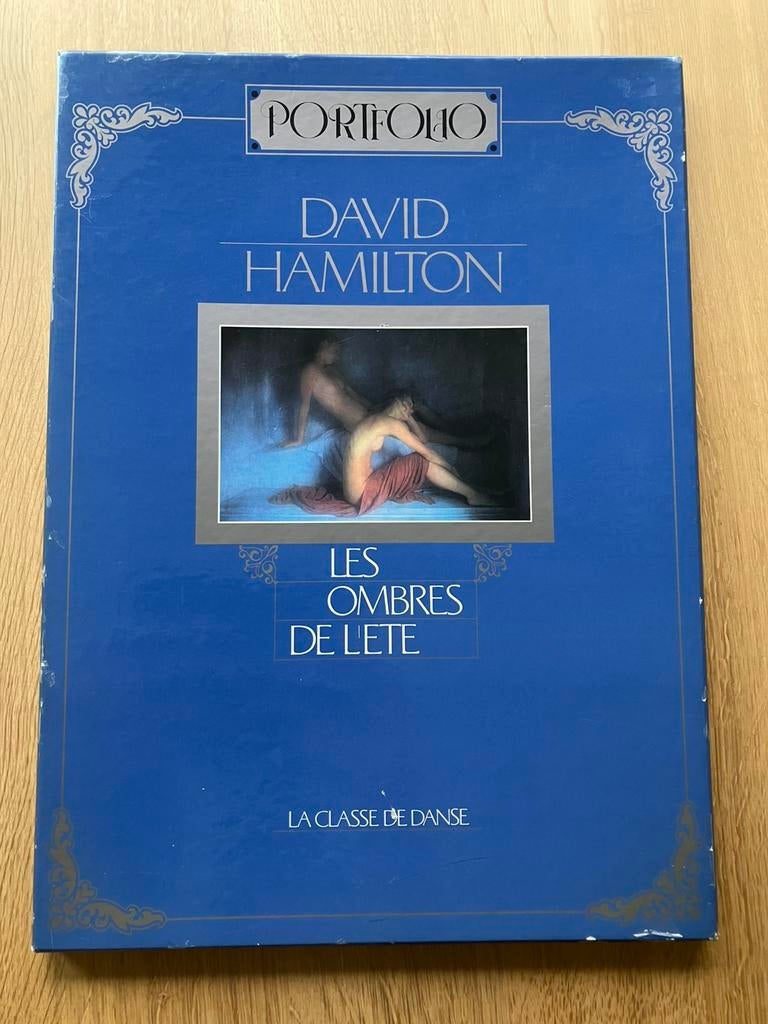 PORTFOLIO
DAVID
HAMILTON
LES
OMBRES
DE L'ETE
LA CLASSE DE DANSE